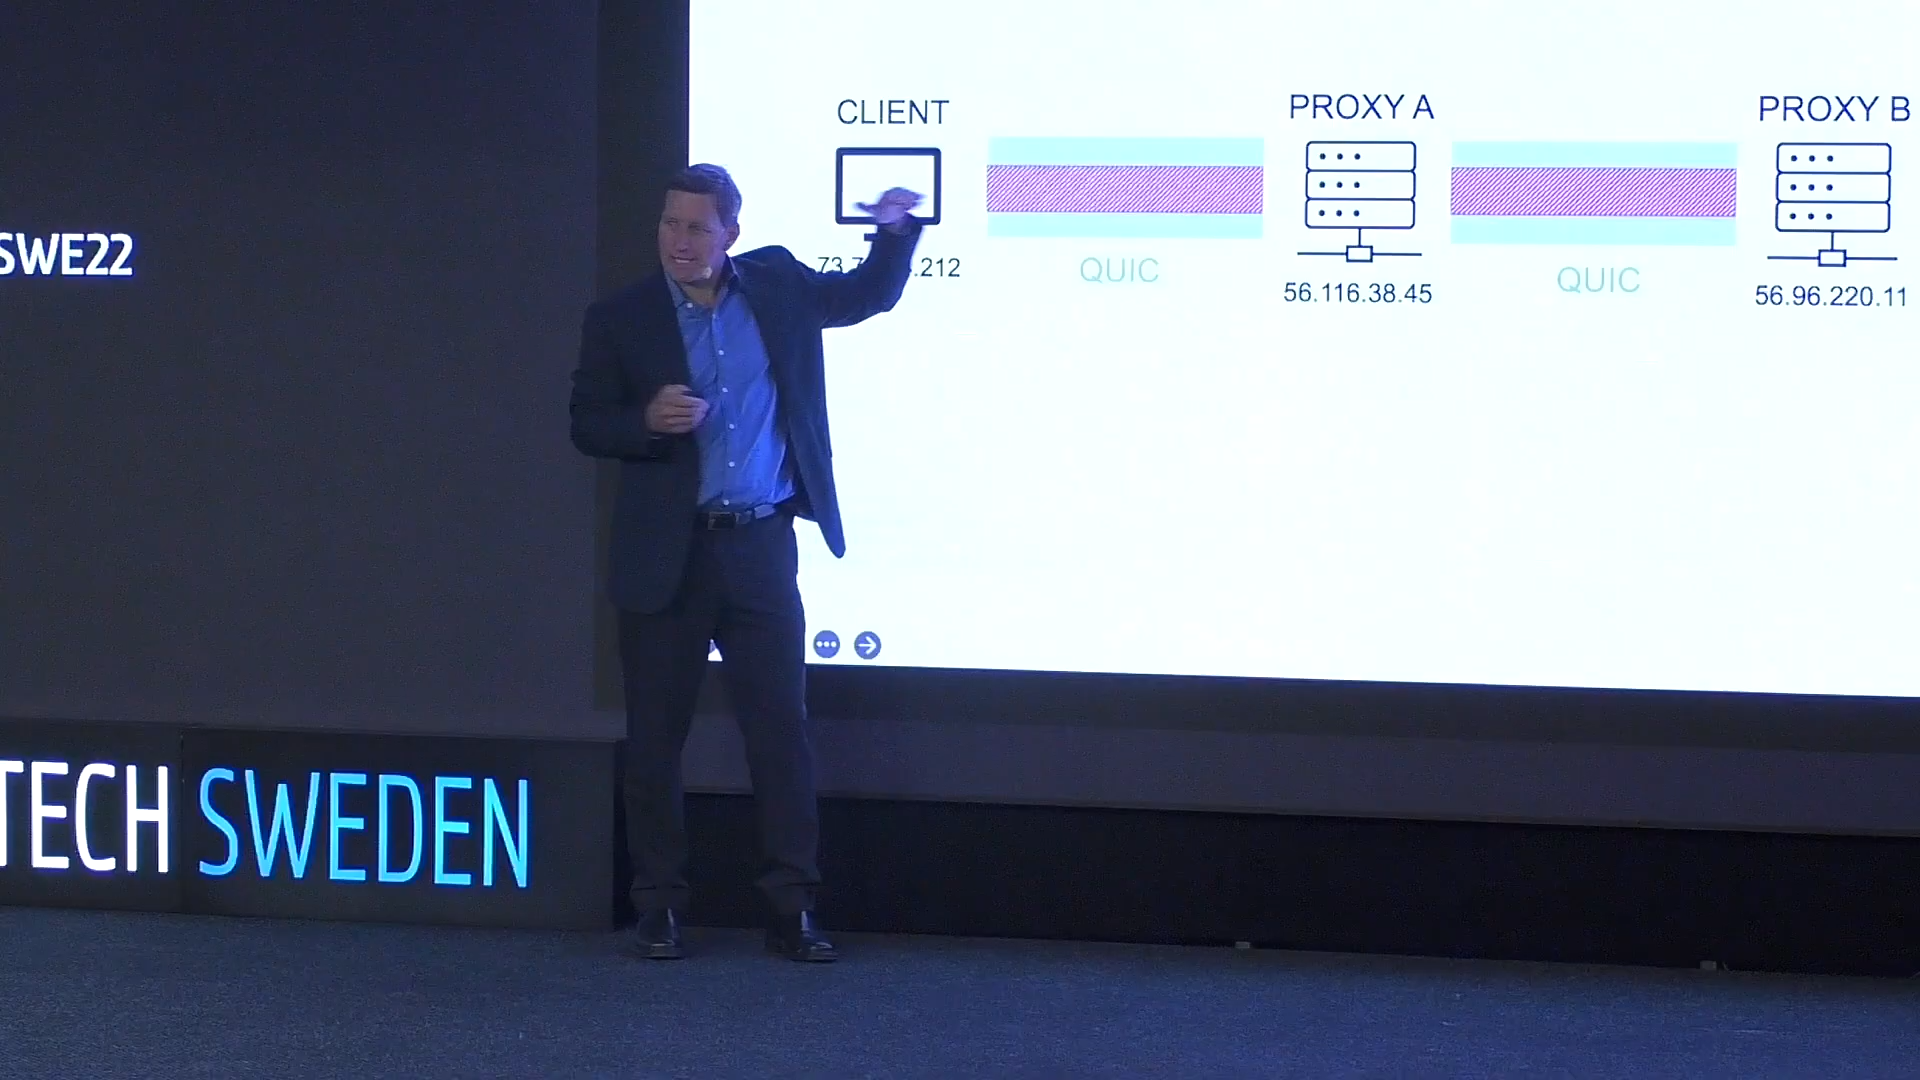 SWE22
CLIENT
PROXY A
PROXY B
.212
QUIC
56.116.38.45
QUIC
56.96.220.11
TECH SWEDEN